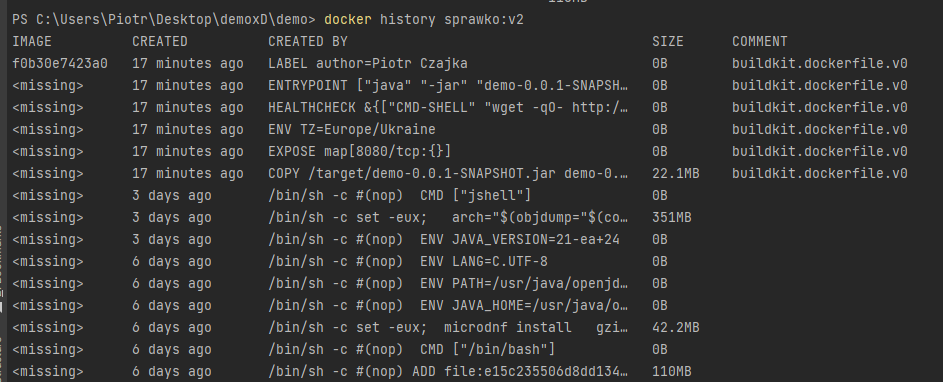 PS C:\Users\Piotr\Desktop\demoxD\demo> docker history sprawko:v2
IMAGE CREATED CREATED BY SIZE COMMENT
f0b30e7423a0 17 minutes ago LABEL author=Piotr Czajka 0B buildkit.dockerfile.v0
<missing> 17 minutes ago ENTRYPOINT ["java" "-jar" "demo-0.0.1-SNAPSH… 0B buildkit.dockerfile.v0
<missing> 17 minutes ago HEALTHCHECK &{["CMD-SHELL" "wget -qO- http:/… 0B buildkit.dockerfile.v0
<missing> 17 minutes ago ENV TZ=Europe/Ukraine 0B buildkit.dockerfile.v0
<missing> 17 minutes ago EXPOSE map[8080/tcp:{}] 0B buildkit.dockerfile.v0
<missing> 17 minutes ago COPY /target/demo-0.0.1-SNAPSHOT.jar demo-0.… 22.1MB buildkit.dockerfile.v0
<missing> 3 days ago /bin/sh -c #(nop) CMD ["jshell"] 0B
<missing> 3 days ago /bin/sh -c set -eux; arch="$(objdump="$(co… 351MB
<missing> 3 days ago /bin/sh -c #(nop) ENV JAVA_VERSION=21-ea+24 0B
<missing> 6 days ago /bin/sh -c #(nop) ENV LANG=C.UTF-8 0B
<missing> 6 days ago /bin/sh -c #(nop) ENV PATH=/usr/java/openjd… 0B
<missing> 6 days ago /bin/sh -c #(nop) ENV JAVA_HOME=/usr/java/o… 0B
<missing> 6 days ago /bin/sh -c set -eux; microdnf install gzi… 42.2MB
<missing> 6 days ago /bin/sh -c #(nop) CMD ["/bin/bash"] 0B
<missing> 6 days ago /bin/sh -c #(nop) ADD file:e15c235506d8dd134… 110MB